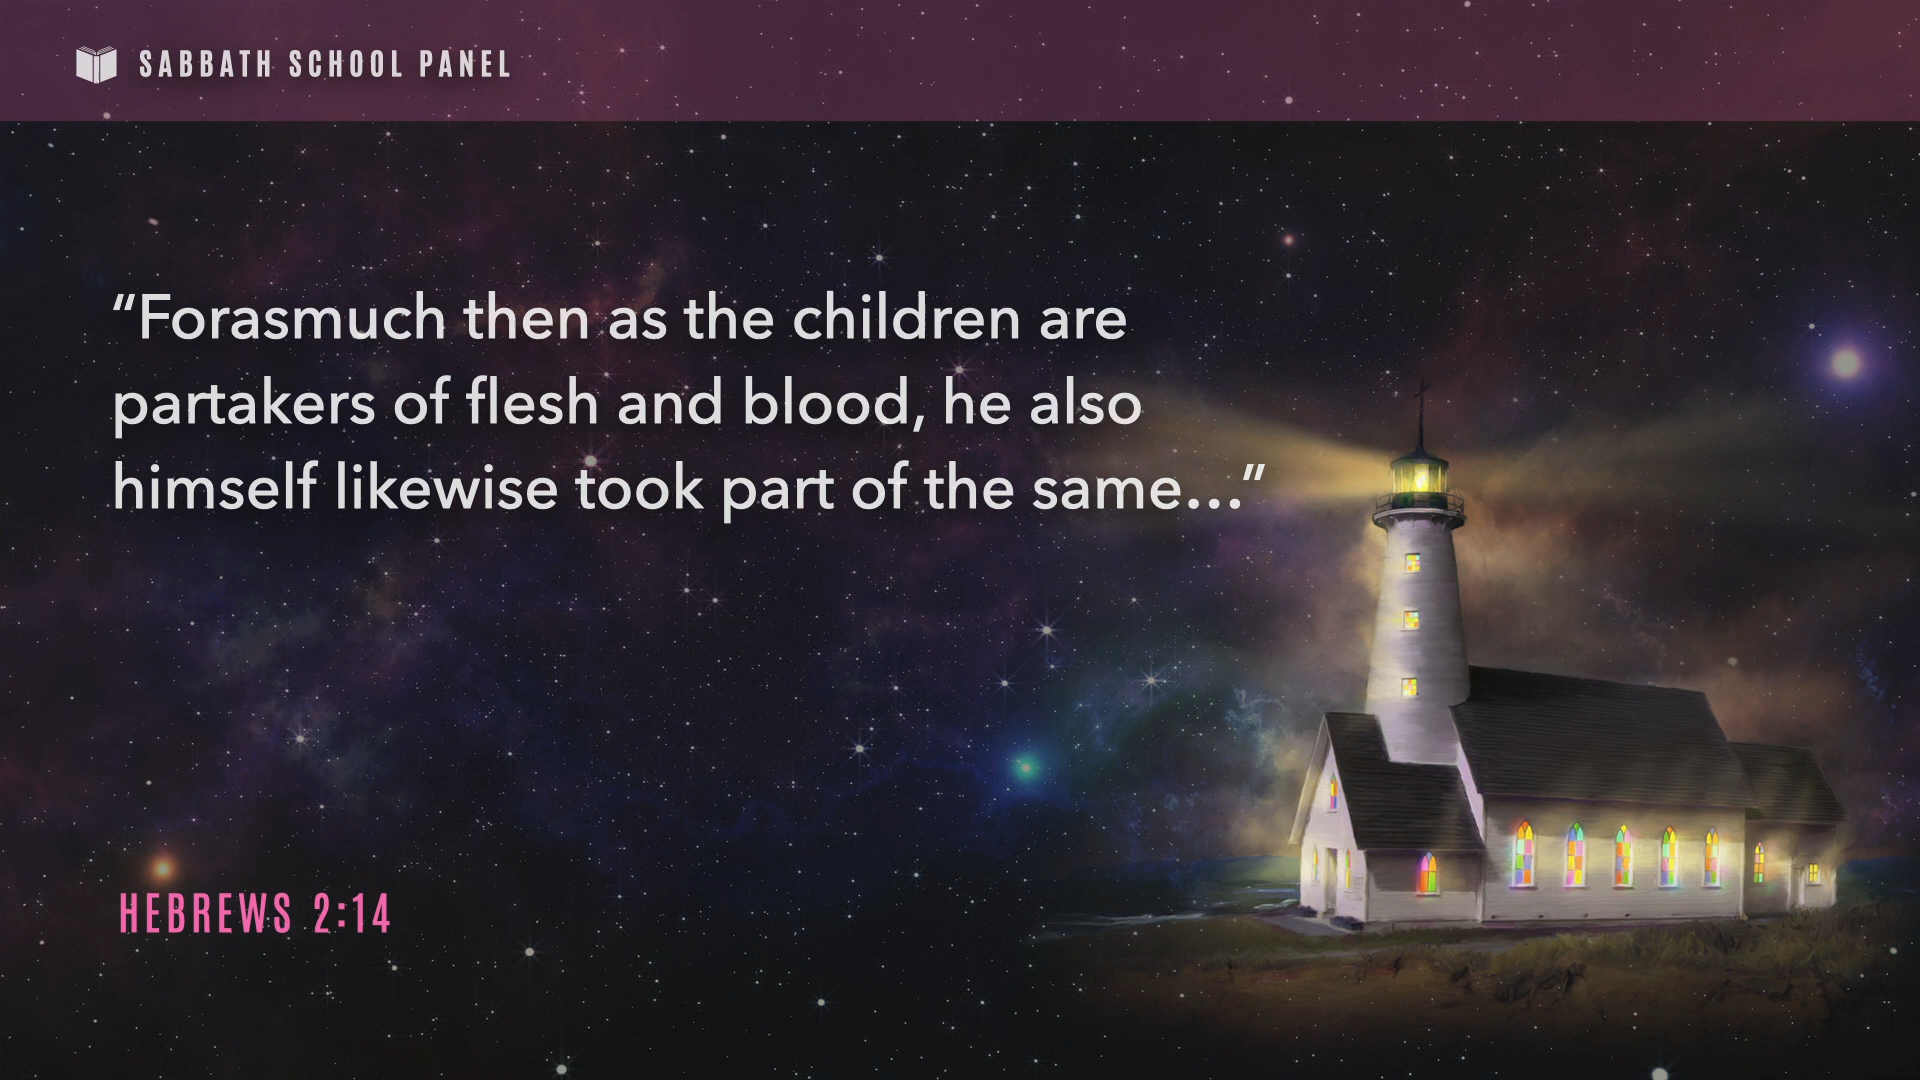 SABBATH SCHOOL PANEL
“Forasmuch then as the children are
partakers of flesh and blood, he also
himself likewise took part of the same…”
HEBREWS 2:14